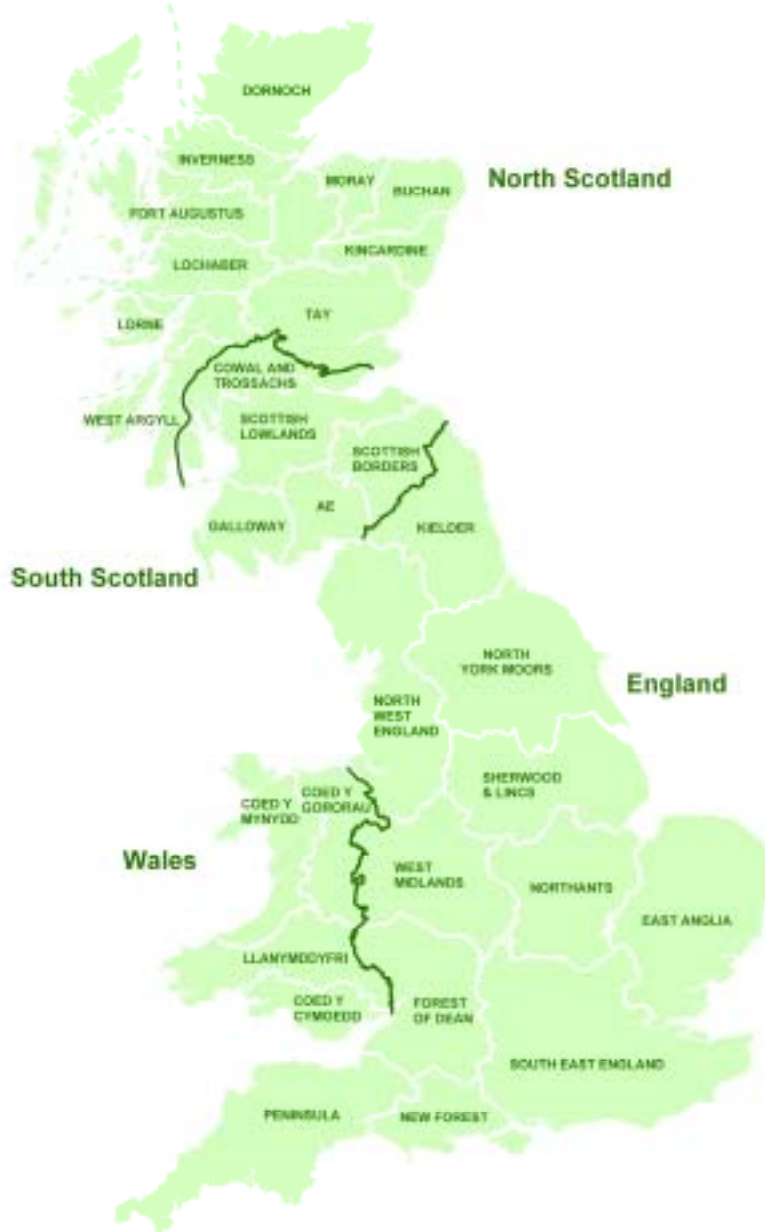 DORNOCH
INVERNESS
MORAY
BUCHAN
North Scotland
FORT AUGUSTUS
KINCARDINE
LOCHABER
TAY
LORNE
COWAL AND
TROSSACHS
WEST ARGYLL
SCOTTISH
LOWLANDS
SCOTTISH
BORDERS
AE
GALLOWAY
KIELDER
South Scotland
NORTH
YORK MOORS
England
NORTH
WEST
ENGLAND
SHERWOOD
& LINCS
COED Y
MYNYDD
COED Y
GORORAU
Wales
WEST
MIDLANDS
NORTHANTS
EAST ANGLIA
LLANYMDDYFRI
COED Y
CYMOEDD
FOREST
OF DEAN
SOUTH EAST ENGLAND
PENINSULA
NEW FOREST